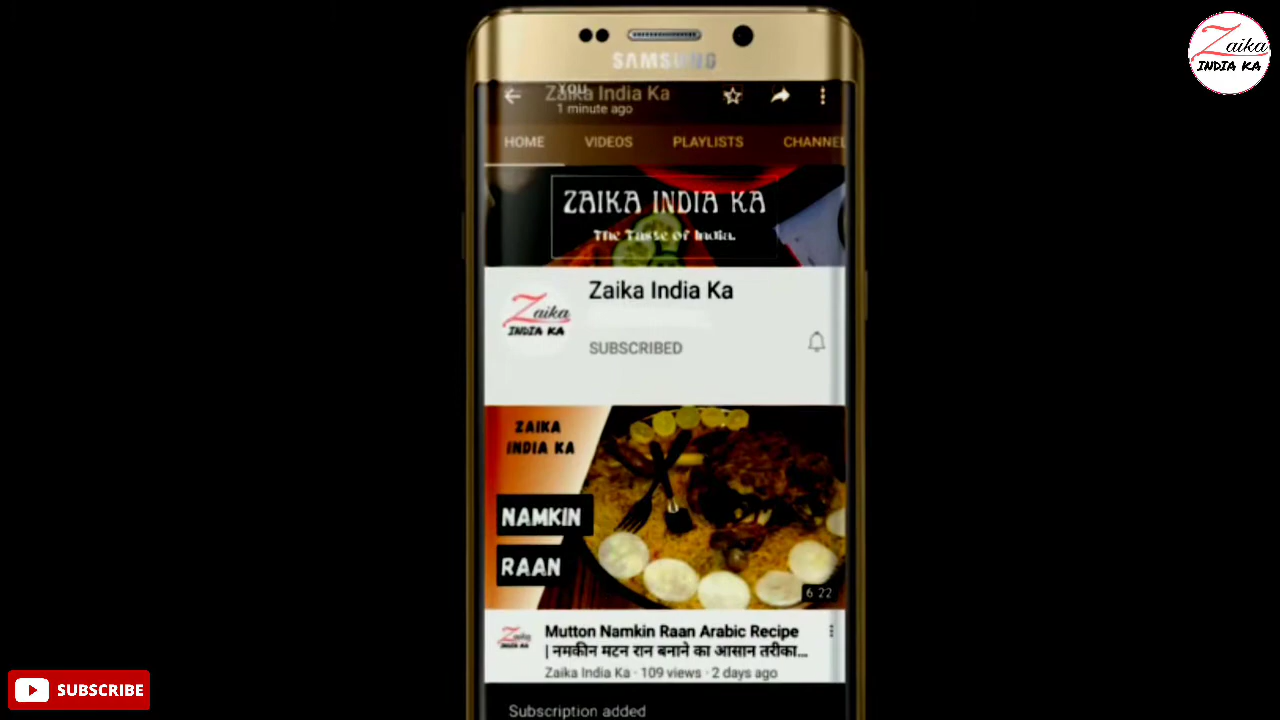 SAMSUNG
Zaika India Ka
You
1 minute ago
HOME VIDEOS PLAYLISTS CHANNEL
ZAIKA INDIA KA
The Taste of India.
Zaika
INDIA KA
Zaika India Ka
SUBSCRIBED
ZAIKA
INDIA KA
NAMKIN
RAAN
6:22
Zaika
Mutton Namkin Raan Arabic Recipe
| नमकीन मटन रान बनाने का आसान तरीका...
Zaika India Ka · 109 views · 2 days ago
Subscription added
SUBSCRIBE
Zaika
INDIA KA